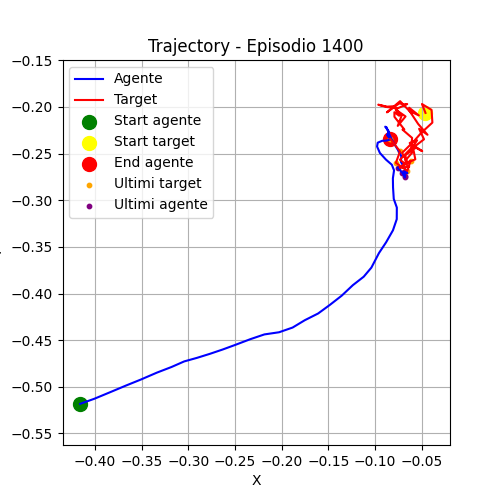 Trajectory - Episodio 1400
Agente
Target
Start agente
Start target
End agente
Ultimi target
Ultimi agente
−0.15
−0.20
−0.25
−0.30
−0.35
−0.40
−0.45
−0.50
−0.55
−0.40
−0.35
−0.30
−0.25
−0.20
−0.15
−0.10
−0.05
X